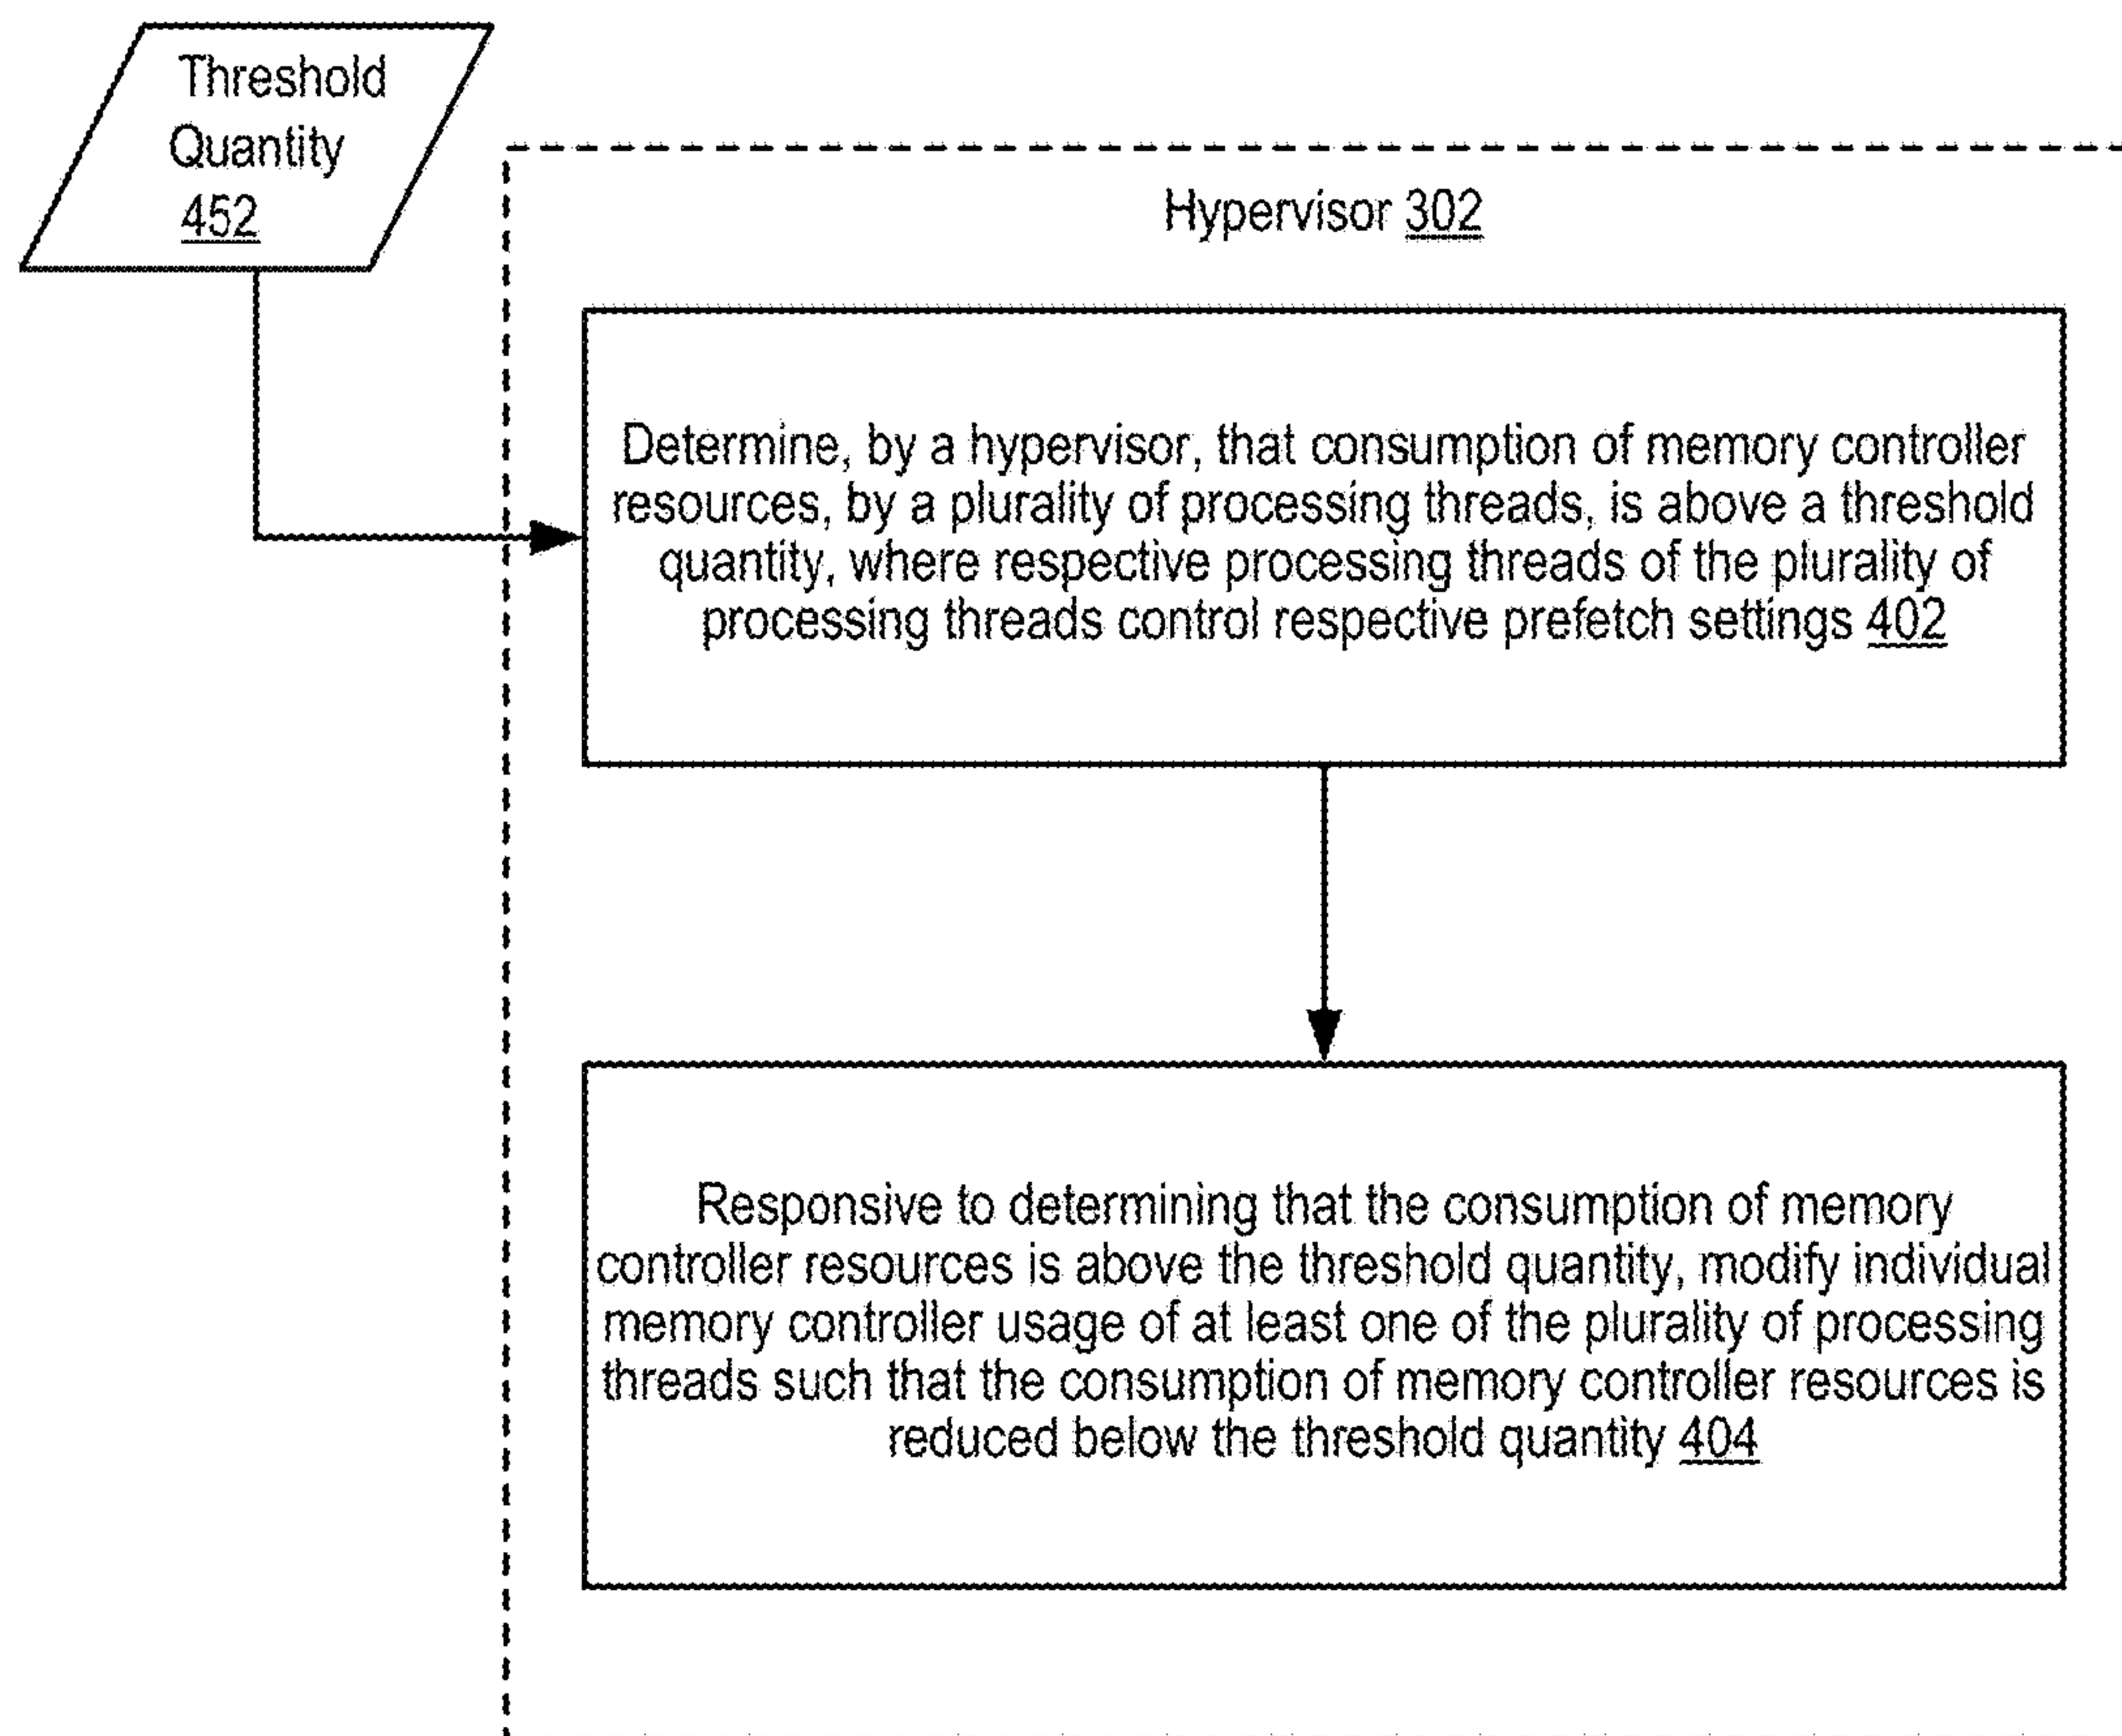 Threshold
Quantity
452
Hypervisor 302
Determine, by a hypervisor, that consumption of memory controller
resources, by a plurality of processing threads, is above a threshold
quantity, where respective processing threads of the plurality of
processing threads control respective prefetch settings 402
Responsive to determining that the consumption of memory
controller resources is above the threshold quantity, modify individual
memory controller usage of at least one of the plurality of processing
threads such that the consumption of memory controller resources is
reduced below the threshold quantity 404